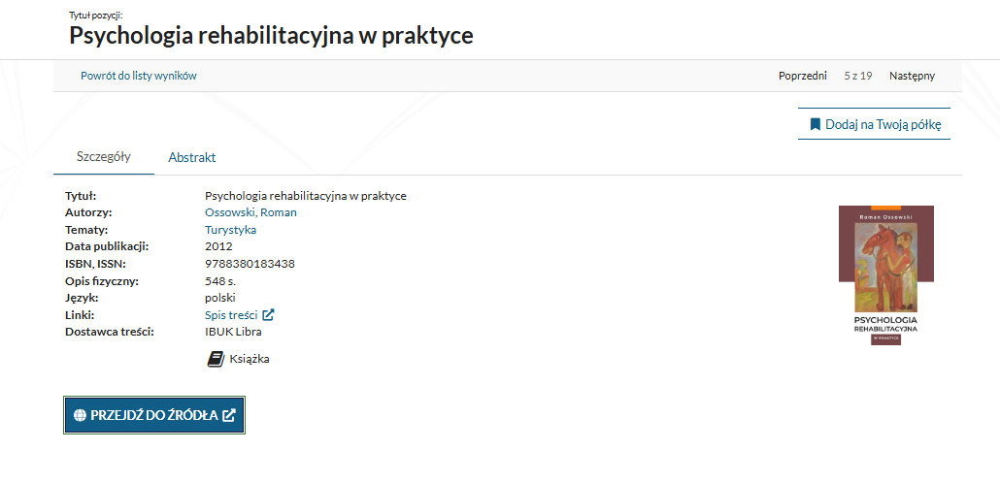 Tytuł pozycji:
Psychologia rehabilitacyjna w praktyce
Powrót do listy wyników
Poprzedni 5 z 19 Następny
Dodaj na Twoją półkę
Szczegóły Abstrakt
Tytuł: Psychologia rehabilitacyjna w praktyce
Autorzy: Ossowski, Roman
Tematy: Turystyka
Data publikacji: 2012
ISBN, ISSN: 9788380183438
Opis fizyczny: 548 s.
Język: polski
Linki: Spis treści
Dostawca treści: IBUK Libra
Książka
Roman Ossowski
PSYCHOLOGIA
REHABILITACYJNA
W PRAKTYCE
PRZEJDŹ DO ŹRÓDŁA